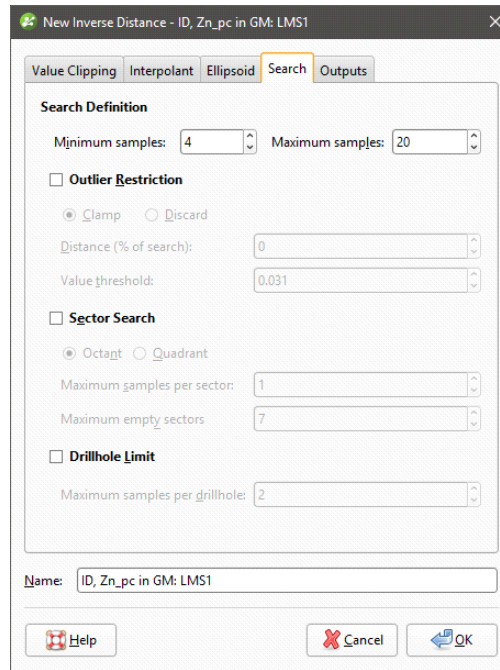 New Inverse Distance - ID, Zn_pc in GM: LMS1
Value Clipping Interpolant Ellipsoid Search Outputs
Search Definition
Minimum samples: 4 Maximum samples: 20
Outlier Restriction
Clamp Discard
Distance (% of search): 0
Value threshold: 0.031
Sector Search
Octant Quadrant
Maximum samples per sector: 1
Maximum empty sectors 7
Drillhole Limit
Maximum samples per drillhole: 2
Name: ID, Zn_pc in GM: LMS1
Help Cancel OK